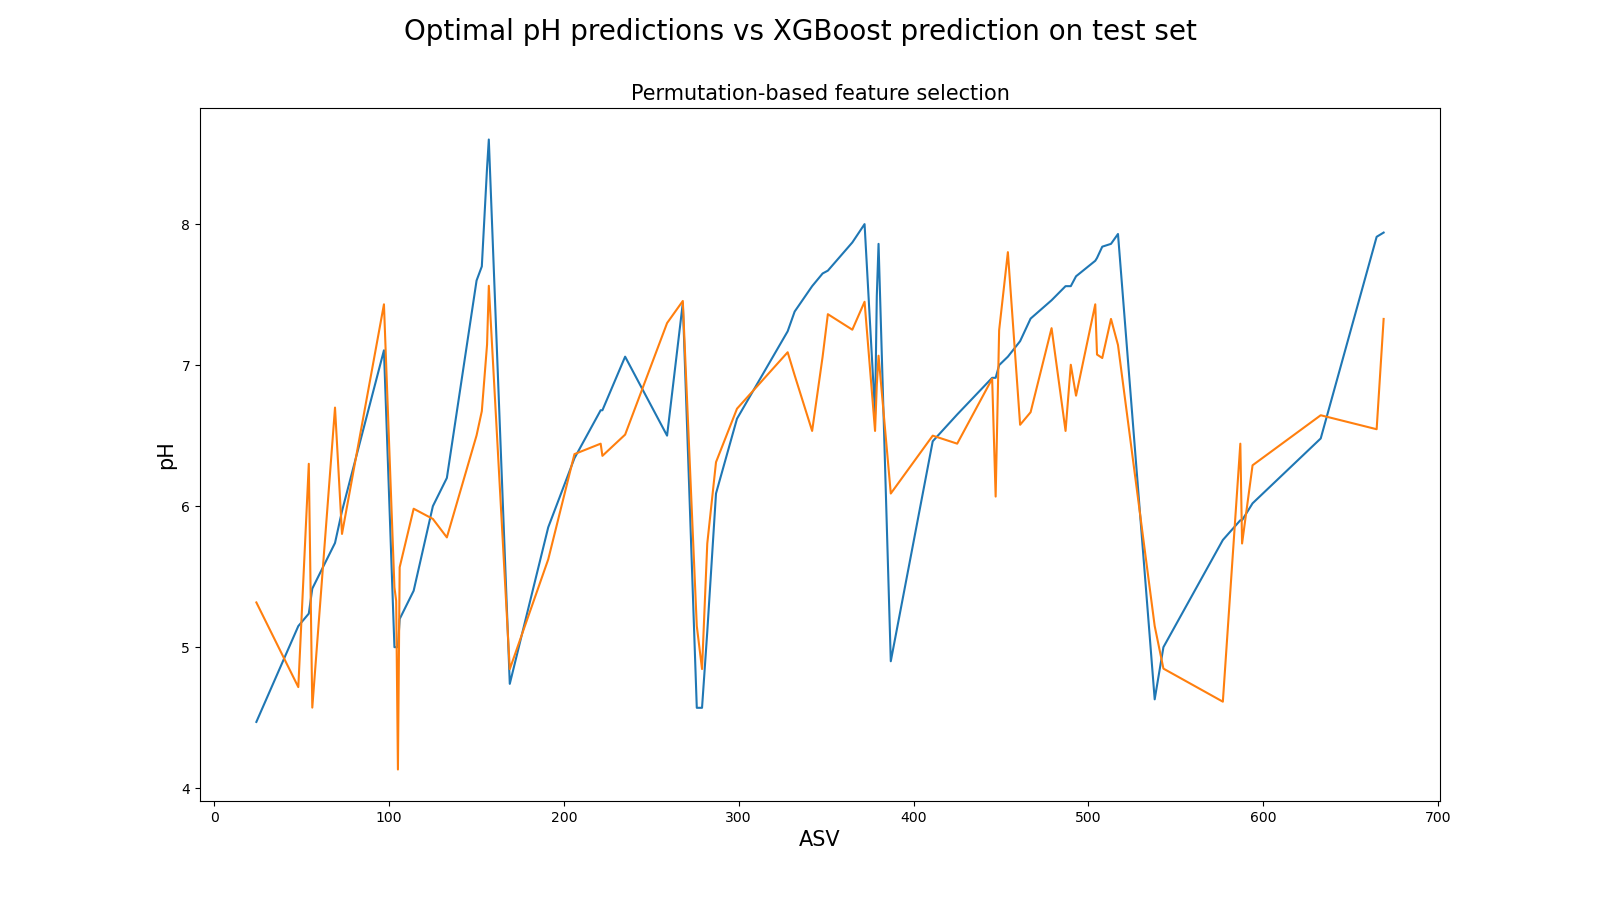 Optimal pH predictions vs XGBoost prediction on test set
Permutation-based feature selection
pH
8
7
6
5
4
0 100 200 300 400 500 600 700
ASV